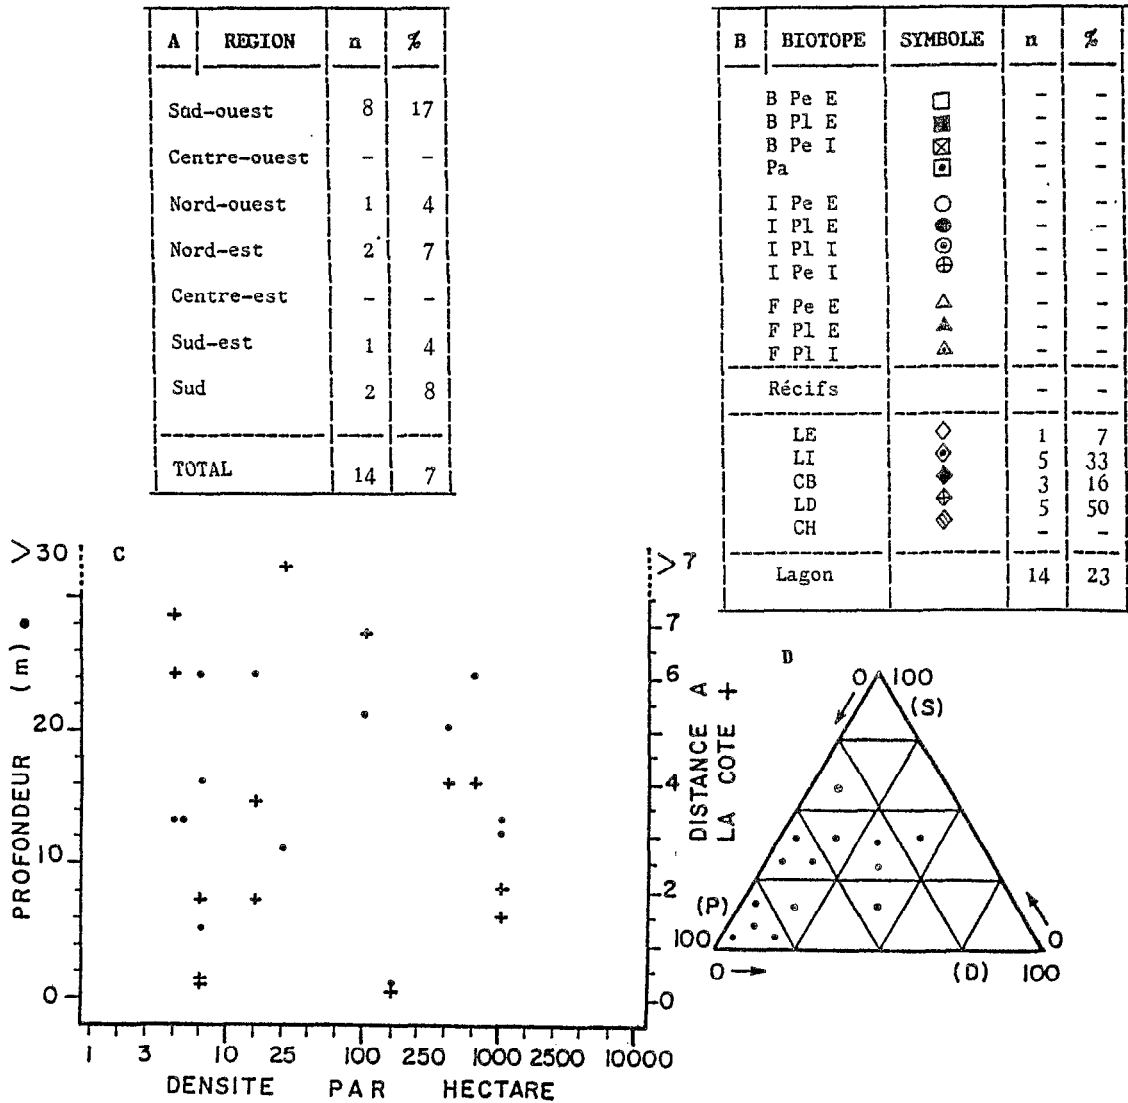 A REGION n %
Sud-ouest 8 17
Centre-ouest - -
Nord-ouest 1 4
Nord-est 2 7
Centre-est - -
Sud-est 1 4
Sud 2 8
TOTAL 14 7
B BIOTOPE SYMBOLE n %
B Pe E - -
B Pl E - -
B Pe I - -
Pa - -
I Pe E - -
I Pl E - -
I Pl I - -
I Pe I - -
F Pe E - -
F Pl E - -
F Pl I - -
Récifs - -
LE 1 7
LI 5 33
CB 3 16
LD 5 50
CH - -
Lagon 14 23
C
>30
20
10
0
PROFONDEUR (m)
>7
7
6
4
2
0
DISTANCE A
LA COTE +
1 3 10 25 100 250 1000 2500 10000
DENSITE PAR HECTARE
D
0 100
(S)
(P)
100 0
0 (D) 100